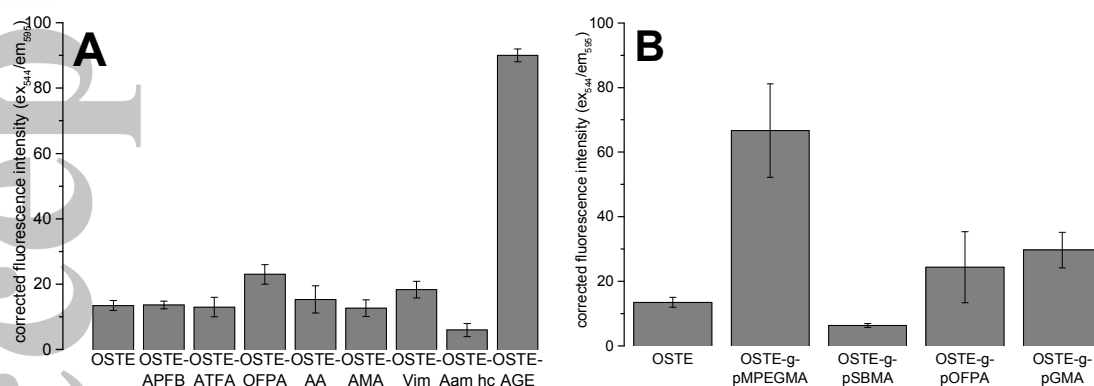 A
corrected fluorescence intensity (ex544/em595)
100
80
60
40
20
0
OSTE OSTE- OSTE- OSTE- OSTE- OSTE- OSTE- OSTE- OSTE-
APFB ATFA OFPA AA AMA Vim Aam hc AGE
B
corrected fluorescence intensity (ex544/em595)
100
80
60
40
20
0
OSTE OSTE-g- OSTE-g- OSTE-g- OSTE-g-
pMPEGMA pSBMA pOFPA pGMA